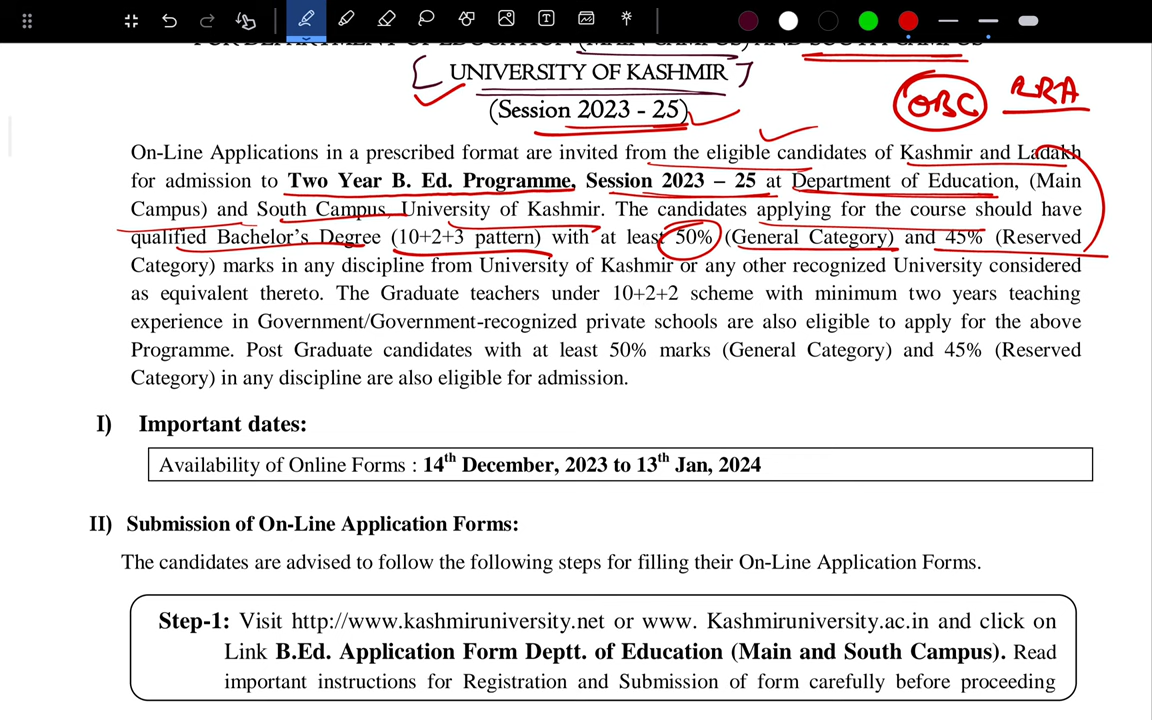 FOR DEPARTMENT OF EDUCATION (MAIN CAMPUS) AND SOUTH CAMPUS
UNIVERSITY OF KASHMIR
(Session 2023 - 25)
OBC RRA
On-Line Applications in a prescribed format are invited from the eligible candidates of Kashmir and Ladakh
for admission to Two Year B. Ed. Programme, Session 2023 – 25 at Department of Education, (Main
Campus) and South Campus, University of Kashmir. The candidates applying for the course should have
qualified Bachelor's Degree (10+2+3 pattern) with at least 50% (General Category) and 45% (Reserved
Category) marks in any discipline from University of Kashmir or any other recognized University considered
as equivalent thereto. The Graduate teachers under 10+2+2 scheme with minimum two years teaching
experience in Government/Government-recognized private schools are also eligible to apply for the above
Programme. Post Graduate candidates with at least 50% marks (General Category) and 45% (Reserved
Category) in any discipline are also eligible for admission.
I) Important dates:
Availability of Online Forms : 14th December, 2023 to 13th Jan, 2024
II) Submission of On-Line Application Forms:
The candidates are advised to follow the following steps for filling their On-Line Application Forms.
Step-1: Visit http://www.kashmiruniversity.net or www. Kashmiruniversity.ac.in and click on
Link B.Ed. Application Form Deptt. of Education (Main and South Campus). Read
important instructions for Registration and Submission of form carefully before proceeding